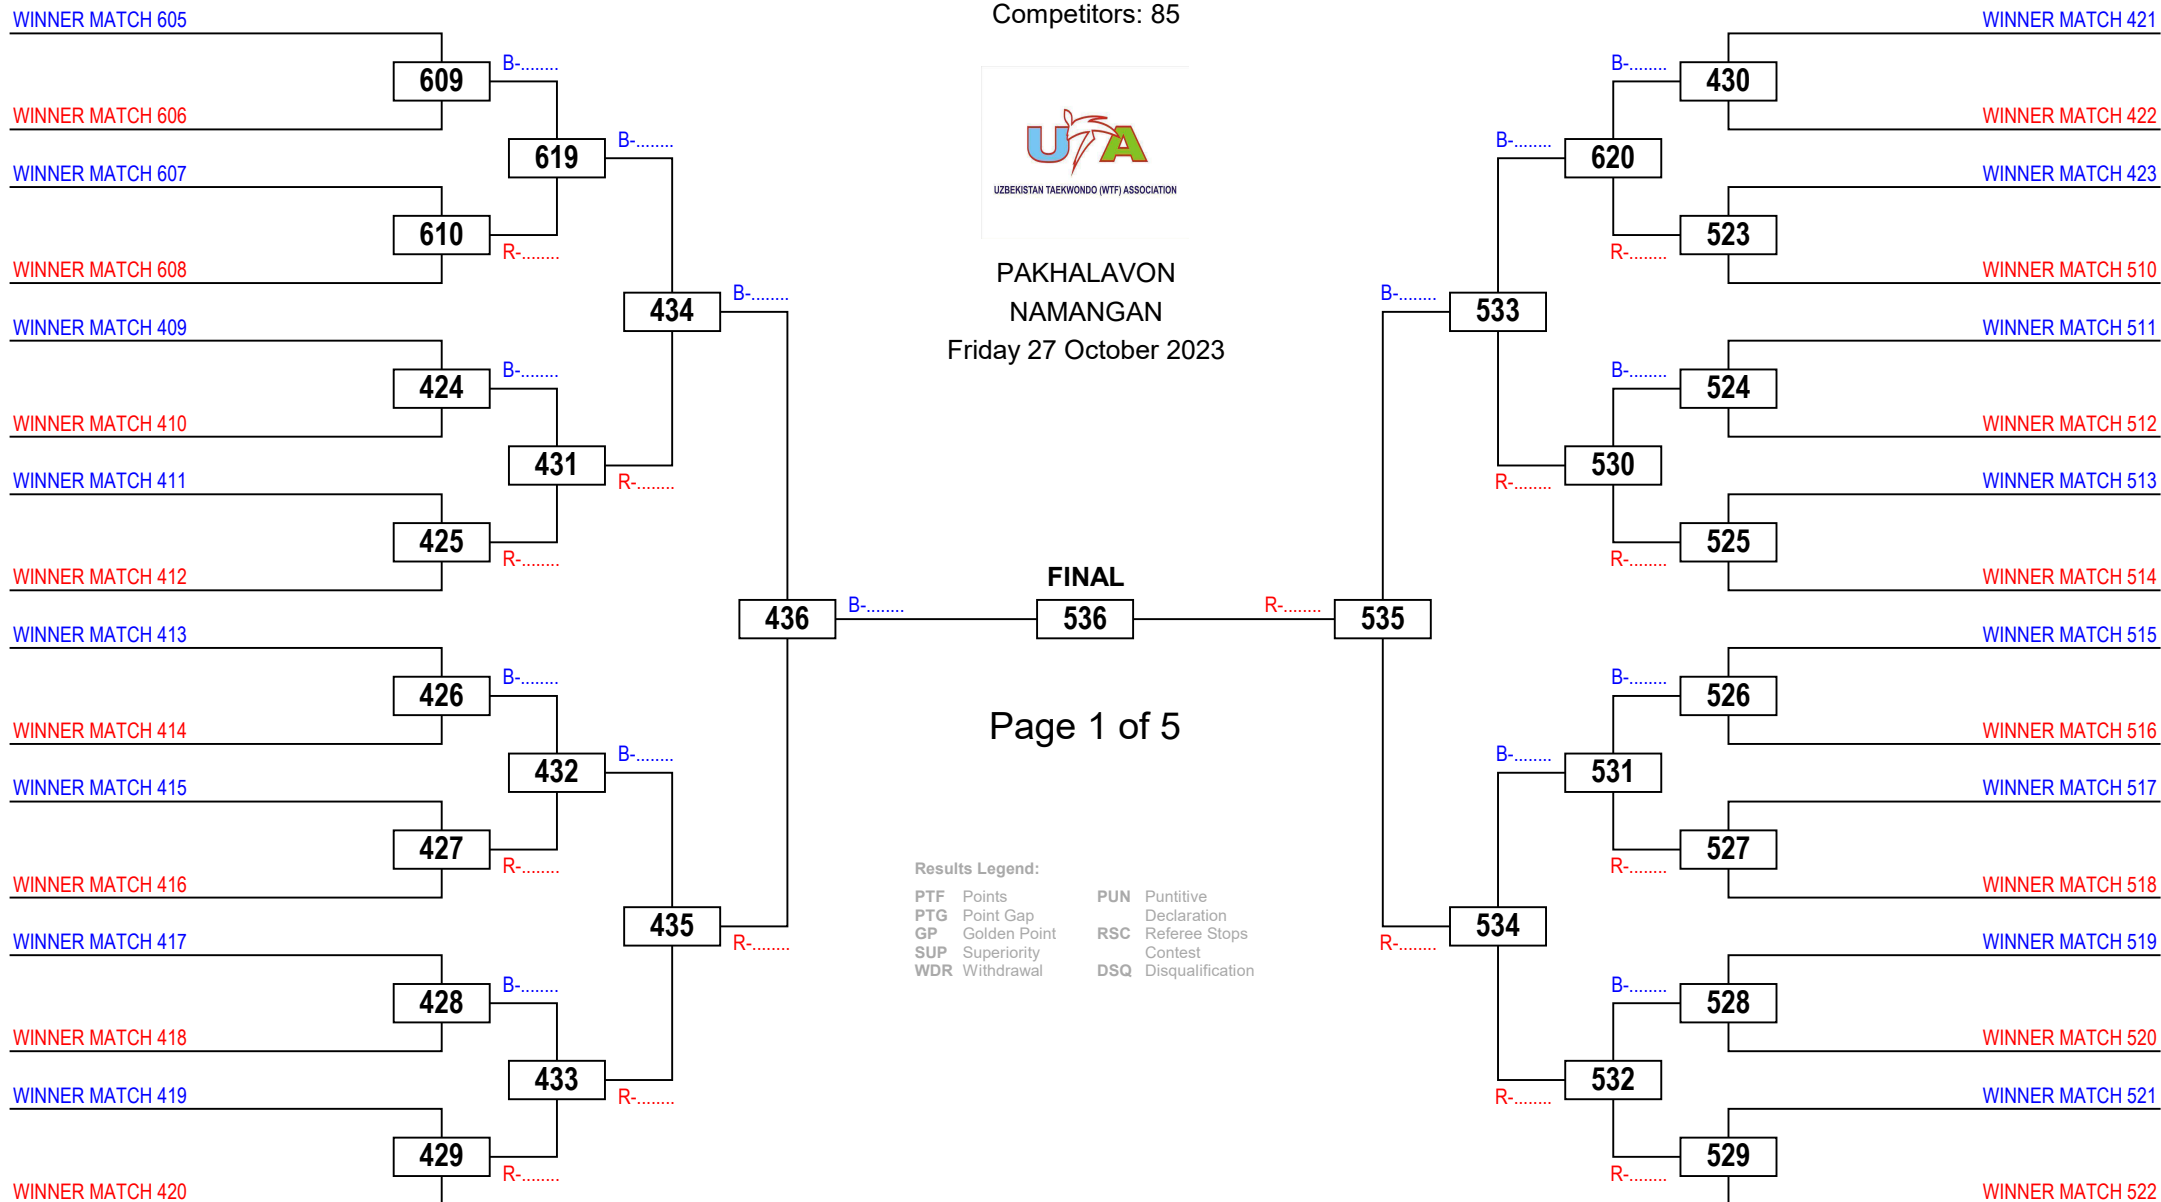 Competitors: 85
UTA
UZBEKISTAN TAEKWONDO (WTF) ASSOCIATION
PAKHALAVON
NAMANGAN
Friday 27 October 2023
WINNER MATCH 605
609
B-........
WINNER MATCH 606
619
B-........
WINNER MATCH 607
610
R-........
WINNER MATCH 608
434
B-........
WINNER MATCH 409
424
B-........
WINNER MATCH 410
431
R-........
WINNER MATCH 411
425
R-........
WINNER MATCH 412
436
B-........
WINNER MATCH 413
426
B-........
WINNER MATCH 414
432
B-........
WINNER MATCH 415
427
R-........
WINNER MATCH 416
435
R-........
WINNER MATCH 417
428
B-........
WINNER MATCH 418
433
R-........
WINNER MATCH 419
429
R-........
WINNER MATCH 420
FINAL
536
Page 1 of 5
Results Legend:
PTF Points PUN Puntitive
PTG Point Gap Declaration
GP Golden Point RSC Referee Stops
SUP Superiority Contest
WDR Withdrawal DSQ Disqualification
WINNER MATCH 421
B-........
430
WINNER MATCH 422
B-........
620
WINNER MATCH 423
523
R-........
WINNER MATCH 510
B-........
533
WINNER MATCH 511
B-........
524
WINNER MATCH 512
530
R-........
WINNER MATCH 513
525
R-........
WINNER MATCH 514
R-........
535
WINNER MATCH 515
B-........
526
WINNER MATCH 516
B-........
531
WINNER MATCH 517
527
R-........
WINNER MATCH 518
534
R-........
WINNER MATCH 519
B-........
528
WINNER MATCH 520
532
R-........
WINNER MATCH 521
529
R-........
WINNER MATCH 522